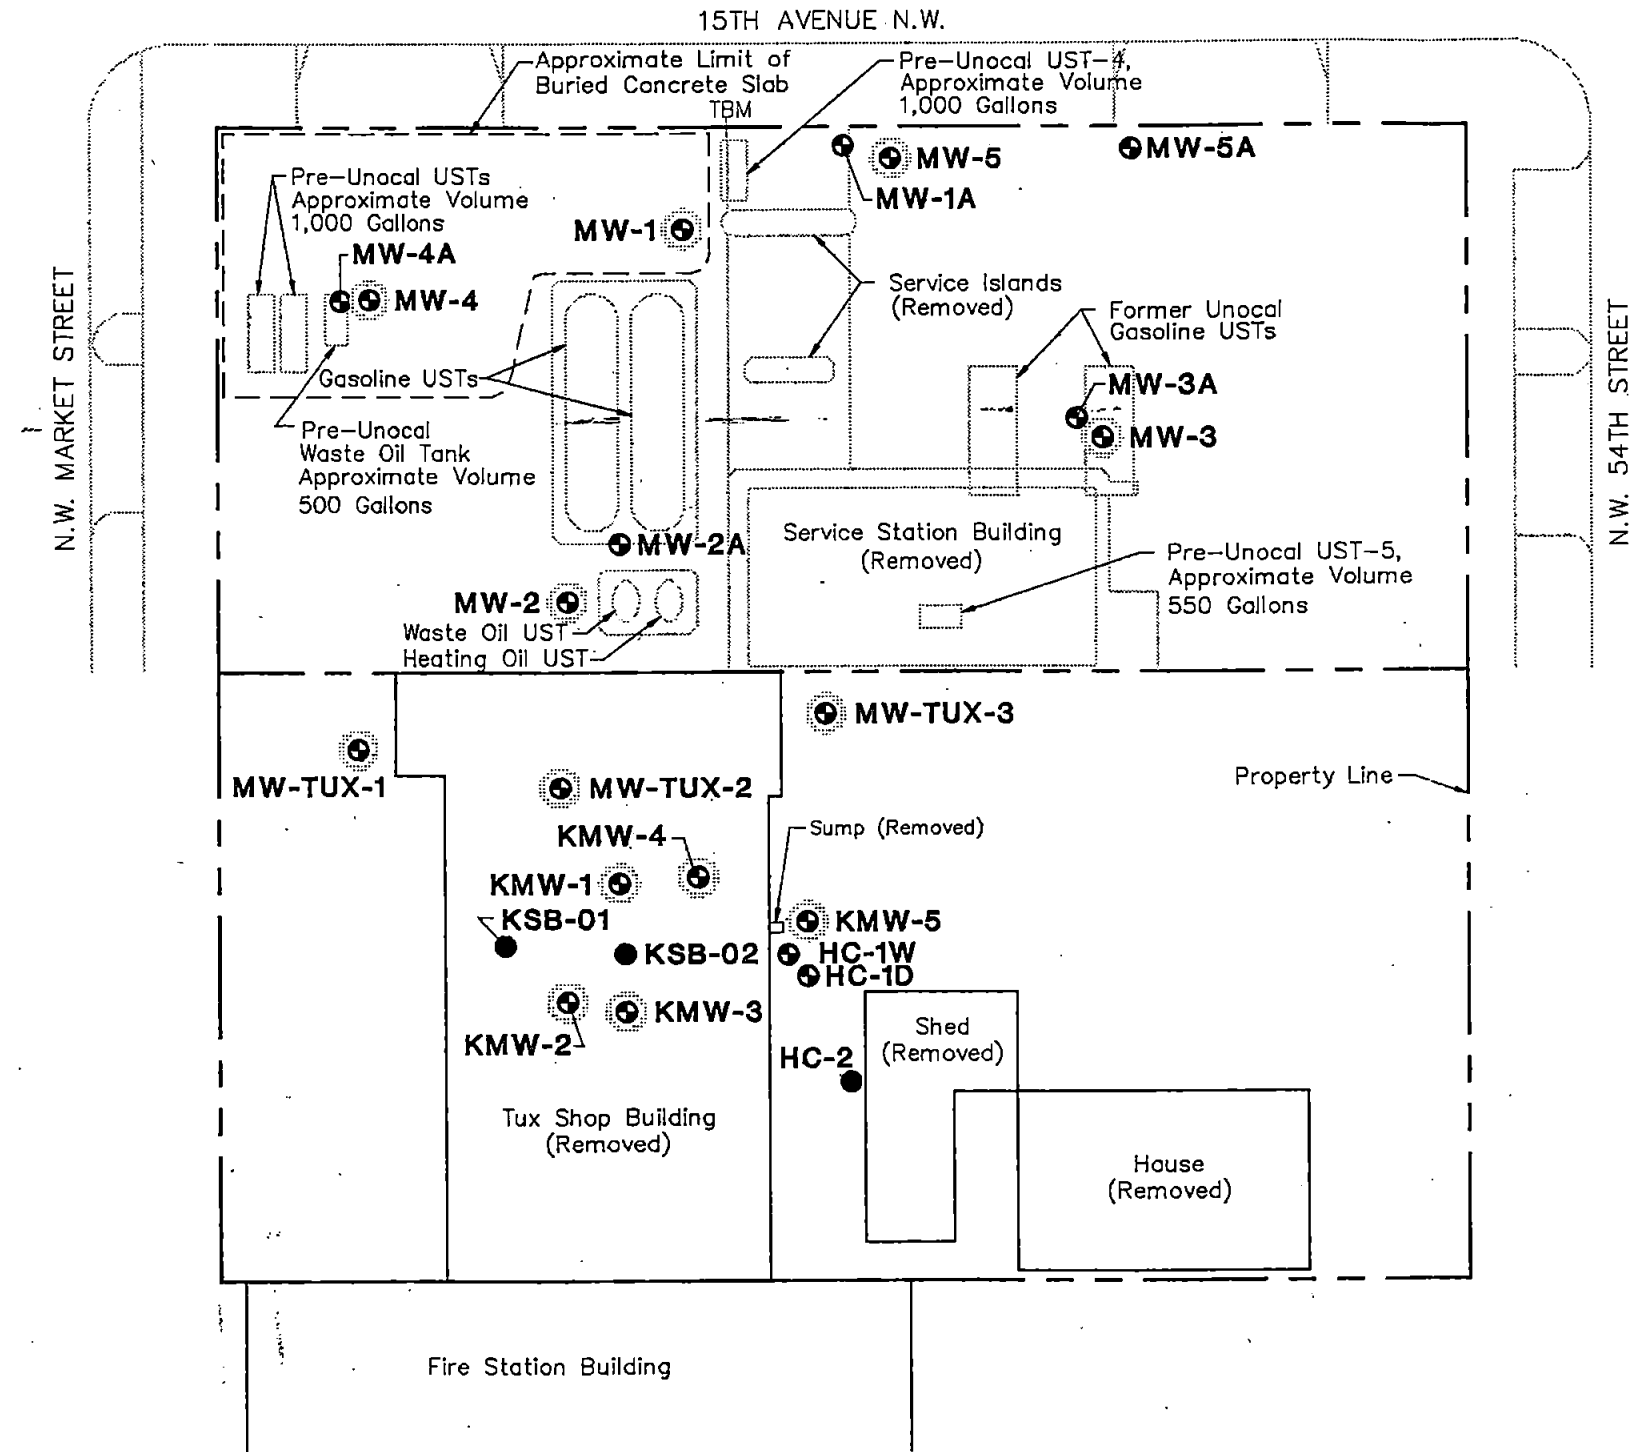 15TH AVENUE N.W.
Approximate Limit of
Buried Concrete Slab
TBM
Pre-Unocal UST-4,
Approximate Volume
1,000 Gallons
MW-5
MW-5A
MW-1A
Pre-Unocal USTs
Approximate Volume
1,000 Gallons
MW-1
MW-4A
MW-4
Service Islands
(Removed)
Former Unocal
Gasoline USTs
N.W. MARKET STREET
N.W. 54TH STREET
Gasoline USTs
MW-3A
MW-3
Pre-Unocal
Waste Oil Tank
Approximate Volume
500 Gallons
MW-2A
Service Station Building
(Removed)
Pre-Unocal UST-5,
Approximate Volume
550 Gallons
MW-2
Waste Oil UST
Heating Oil UST
MW-TUX-3
MW-TUX-1
MW-TUX-2
Property Line
KMW-4
Sump (Removed)
KMW-1
KSB-01
KMW-5
KSB-02
HC-1W
HC-1D
KMW-3
KMW-2
HC-2
Shed
(Removed)
Tux Shop Building
(Removed)
House
(Removed)
Fire Station Building